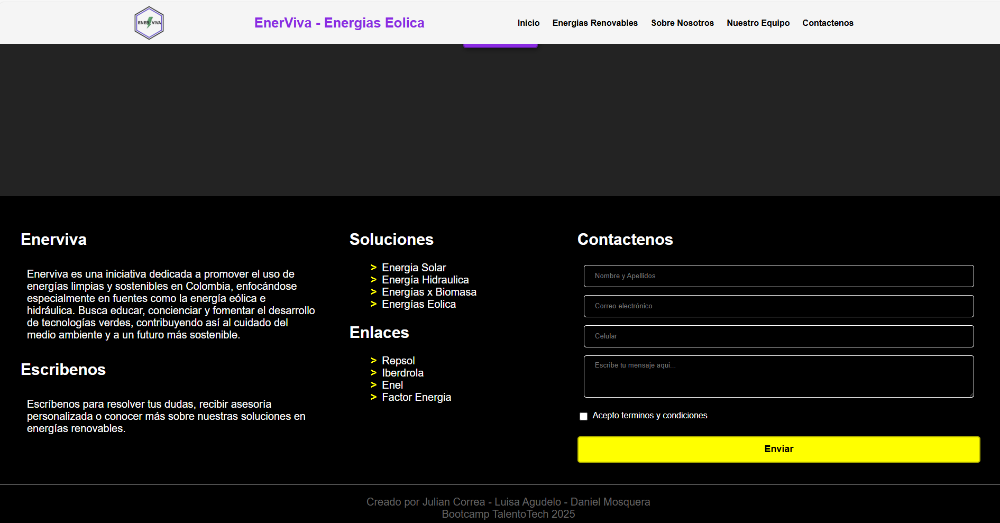 ENERVIVA
EnerViva - Energias Eolica
Inicio
Energias Renovables
Sobre Nosotros
Nuestro Equipo
Contactenos
Enerviva
Enerviva es una iniciativa dedicada a promover el uso de
energías limpias y sostenibles en Colombia, enfocándose
especialmente en fuentes como la energía eólica e
hidráulica. Busca educar, concienciar y fomentar el desarrollo
de tecnologías verdes, contribuyendo así al cuidado del
medio ambiente y a un futuro más sostenible.
Escribenos
Escríbenos para resolver tus dudas, recibir asesoría
personalizada o conocer más sobre nuestras soluciones en
energías renovables.
Soluciones
> Energia Solar
> Energía Hidraulica
> Energías x Biomasa
> Energías Eolica
Enlaces
> Repsol
> Iberdrola
> Enel
> Factor Energia
Contactenos
Nombre y Apellidos
Correo electrónico
Celular
Escribe tu mensaje aqui...
Acepto terminos y condiciones
Enviar
Creado por Julian Correa - Luisa Agudelo - Daniel Mosquera
Bootcamp TalentoTech 2025